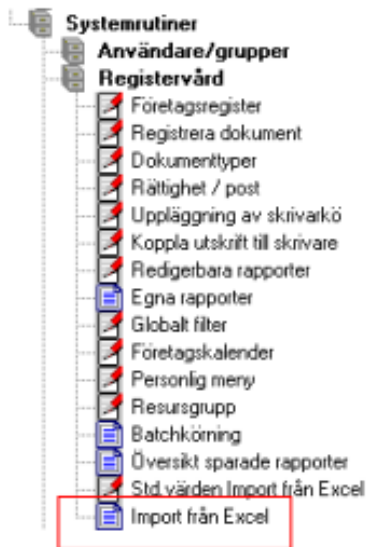 Systemrutiner
Användare/grupper
Registervård
Företagsregister
Registrera dokument
Dokumenttyper
Rättighet / post
Uppläggning av skrivarkö
Koppla utskrift till skrivare
Redigerbara rapporter
Egna rapporter
Globalt filter
Företagskalender
Personlig meny
Resursgrupp
Batchkörning
Översikt sparade rapporter
Std.värden Import från Excel
Import från Excel